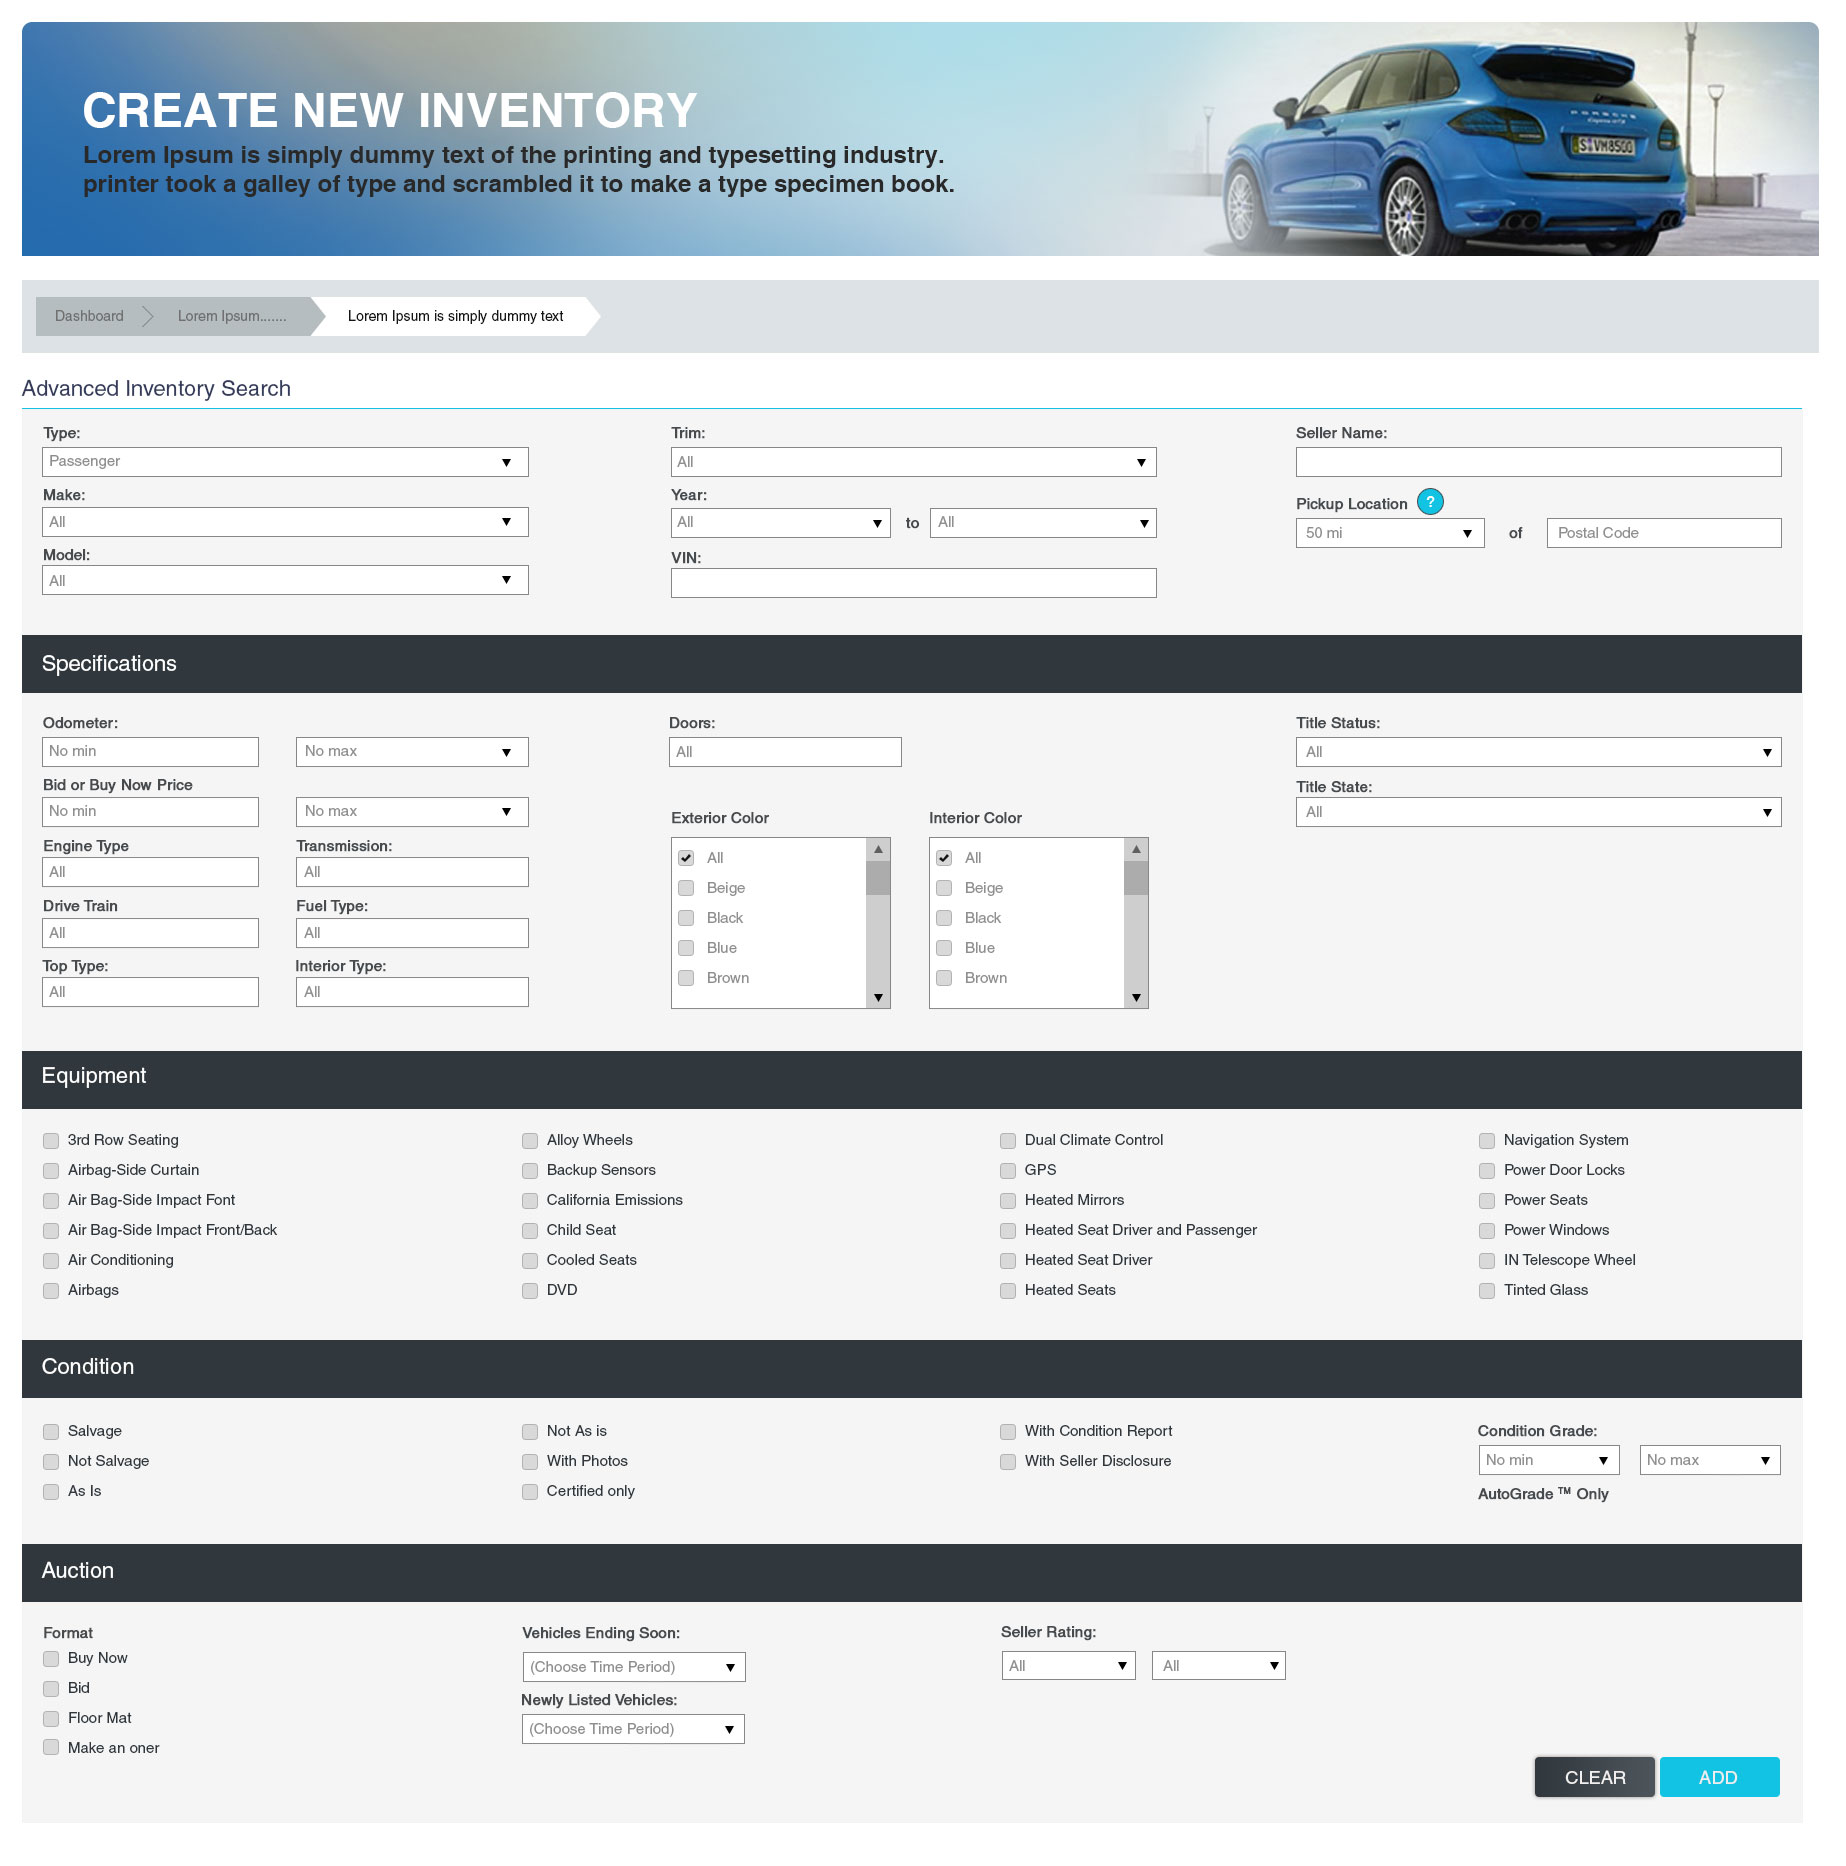 CREATE NEW INVENTORY
Lorem Ipsum is simply dummy text of the printing and typesetting industry.
printer took a galley of type and scrambled it to make a type specimen book.
PORSCHE
Cayenne GTS
S VM8500
Dashboard
Lorem Ipsum.......
Lorem Ipsum is simply dummy text
Advanced Inventory Search
Type:
Passenger
Make:
All
Model:
All
Trim:
All
Year:
All to All
VIN:
Seller Name:
Pickup Location ?
50 mi of Postal Code
Specifications
Odometer:
No min No max
Bid or Buy Now Price
No min No max
Engine Type Transmission:
All All
Drive Train Fuel Type:
All All
Top Type: Interior Type:
All All
Doors:
All
Exterior Color
All
Beige
Black
Blue
Brown
Interior Color
All
Beige
Black
Blue
Brown
Title Status:
All
Title State:
All
Equipment
3rd Row Seating
Airbag-Side Curtain
Air Bag-Side Impact Font
Air Bag-Side Impact Front/Back
Air Conditioning
Airbags
Alloy Wheels
Backup Sensors
California Emissions
Child Seat
Cooled Seats
DVD
Dual Climate Control
GPS
Heated Mirrors
Heated Seat Driver and Passenger
Heated Seat Driver
Heated Seats
Navigation System
Power Door Locks
Power Seats
Power Windows
IN Telescope Wheel
Tinted Glass
Condition
Salvage
Not Salvage
As Is
Not As is
With Photos
Certified only
With Condition Report
With Seller Disclosure
Condition Grade:
No min No max
AutoGrade ™ Only
Auction
Format
Buy Now
Bid
Floor Mat
Make an oner
Vehicles Ending Soon:
(Choose Time Period)
Newly Listed Vehicles:
(Choose Time Period)
Seller Rating:
All All
CLEAR ADD